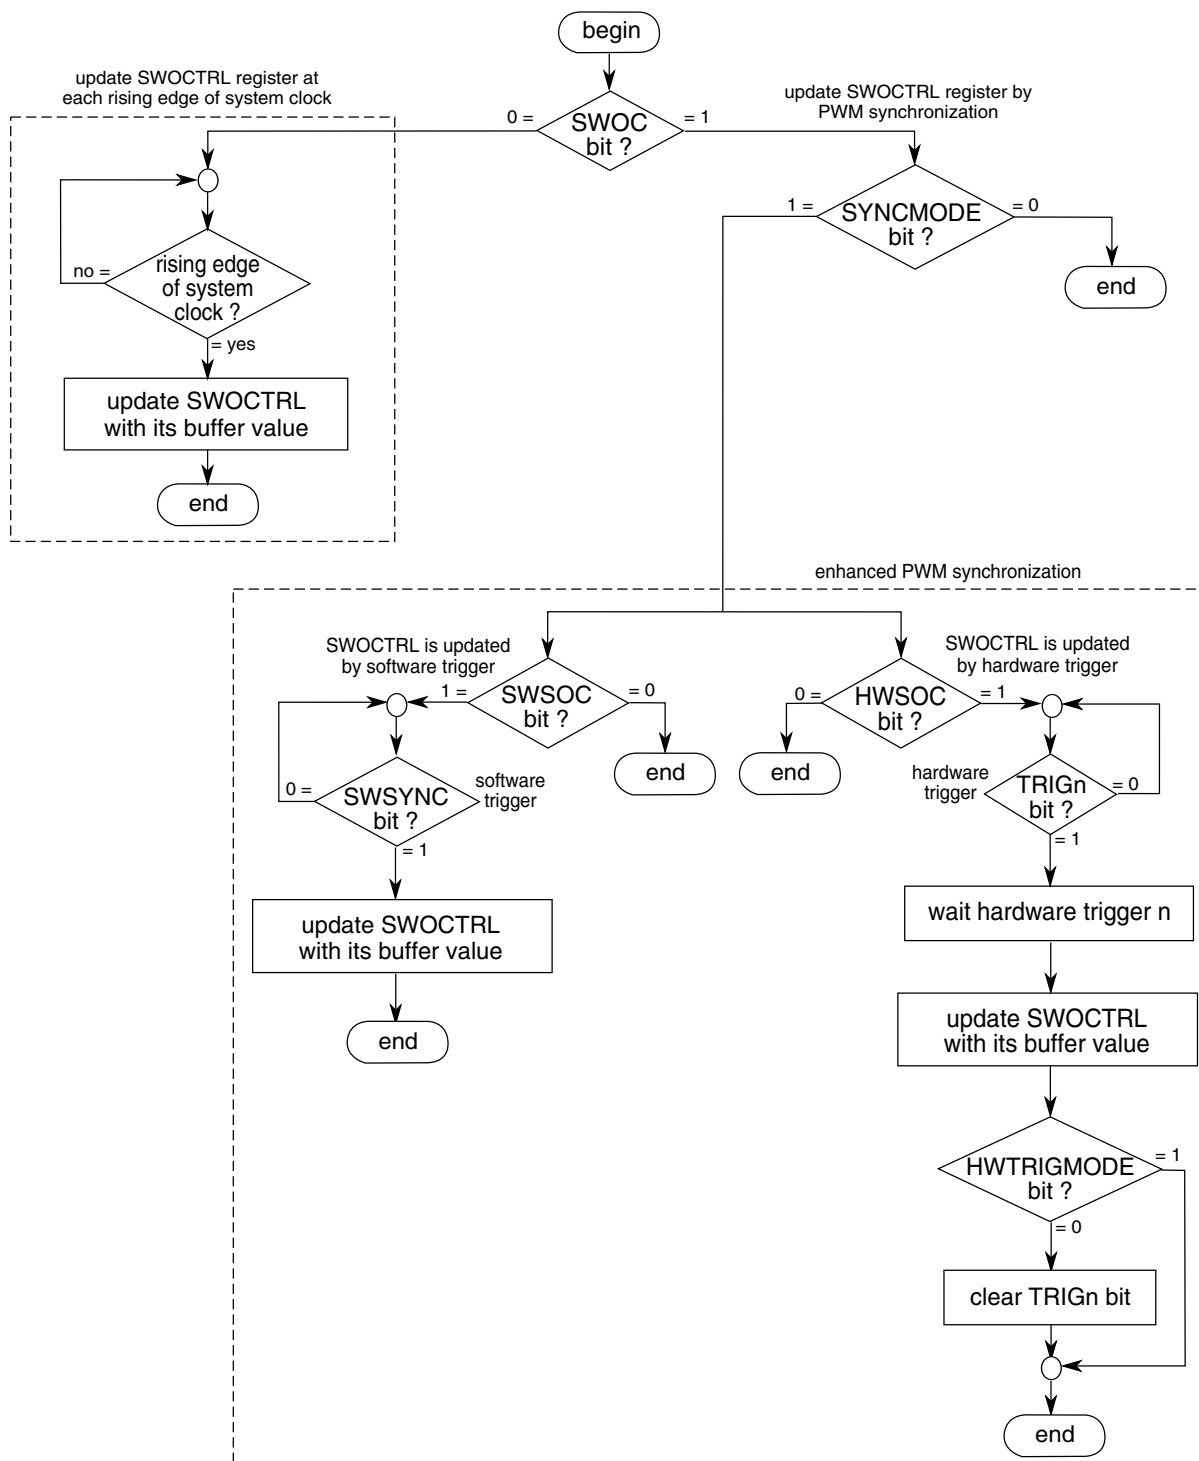 begin
update SWOCTRL register at
each rising edge of system clock
update SWOCTRL register by
PWM synchronization
0 =
SWOC
bit ?
= 1
1 =
SYNCMODE
bit ?
= 0
end
no =
rising edge
of system
clock ?
= yes
update SWOCTRL
with its buffer value
end
enhanced PWM synchronization
SWOCTRL is updated
by software trigger
SWOCTRL is updated
by hardware trigger
1 =
SWSOC
bit ?
= 0
0 =
HWSOC
bit ?
= 1
end
end
0 =
SWSYNC
bit ?
software
trigger
= 1
hardware
trigger
TRIGn
bit ?
= 0
= 1
update SWOCTRL
with its buffer value
end
wait hardware trigger n
update SWOCTRL
with its buffer value
HWTRIGMODE
bit ?
= 1
= 0
clear TRIGn bit
end